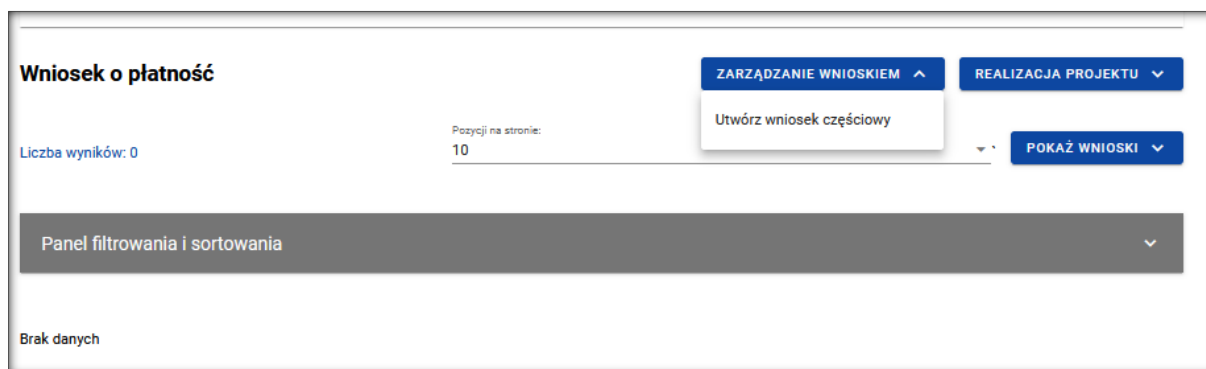 Wniosek o płatność
ZARZĄDZANIE WNIOSKIEM
REALIZACJA PROJEKTU
Utwórz wniosek częściowy
Liczba wyników: 0
Pozycji na stronie:
10
POKAŻ WNIOSKI
Panel filtrowania i sortowania
Brak danych